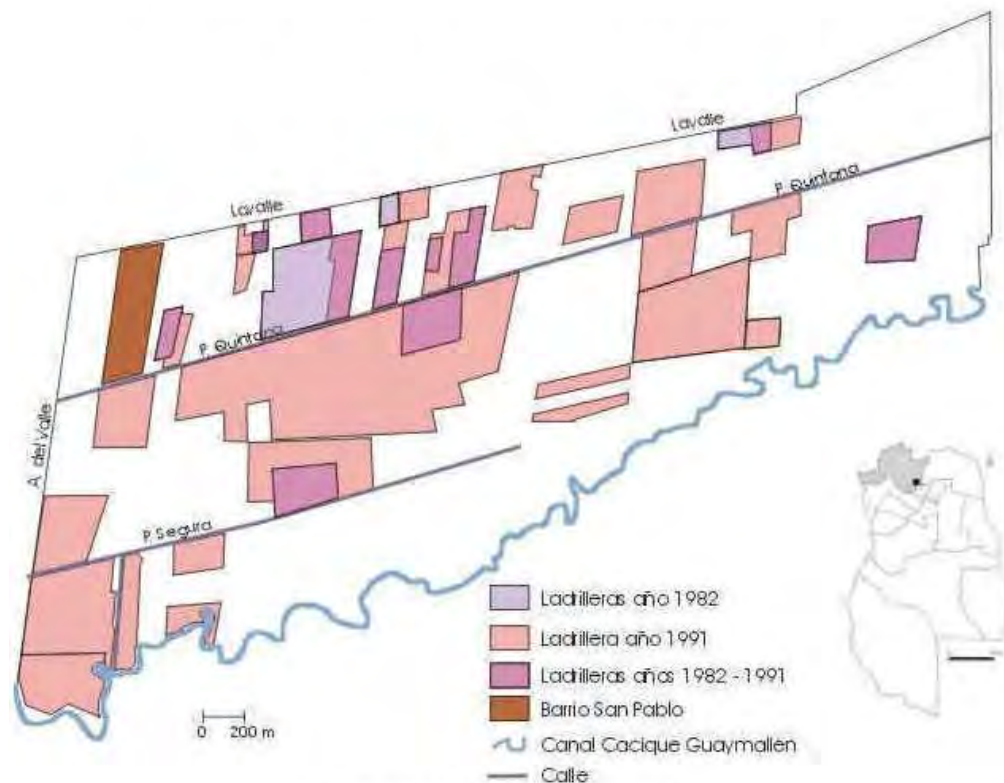 Lavalle
Lavalle
P. Quintana
P. Quintana
A. del Valle
P. Segura
Ladrilleras año 1982
Ladrillera año 1991
Ladrilleras años 1982 - 1991
Barrio San Pablo
Canal Cacique Guaymallen
Calle
0 200 m